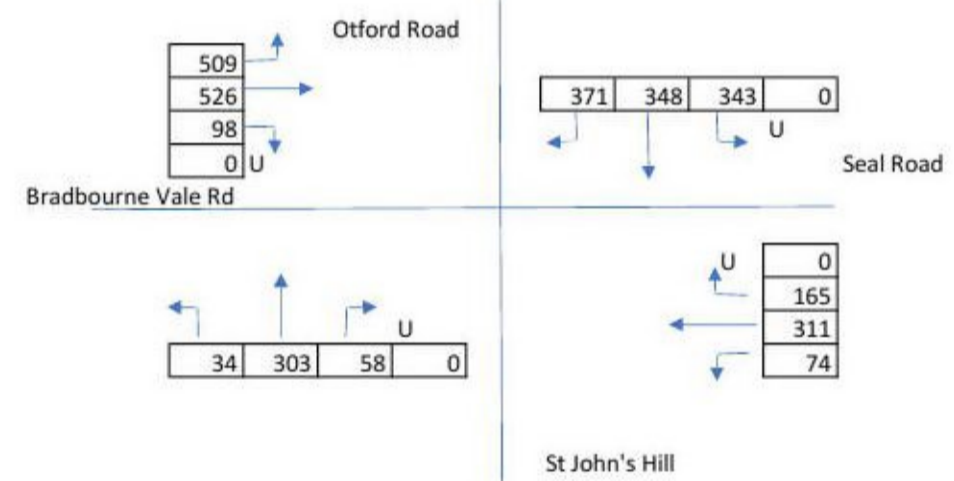 Otford Road
509
526
98
0 U
Bradbourne Vale Rd
371 348 343 0
U
Seal Road
U 0
165
311
74
U
34 303 58 0
St John's Hill